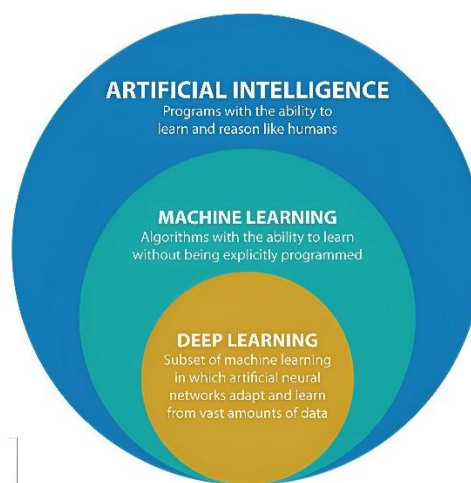 ARTIFICIAL INTELLIGENCE
Programs with the ability to
learn and reason like humans
MACHINE LEARNING
Algorithms with the ability to learn
without being explicitly programmed
DEEP LEARNING
Subset of machine learning
in which artificial neural
networks adapt and learn
from vast amounts of data